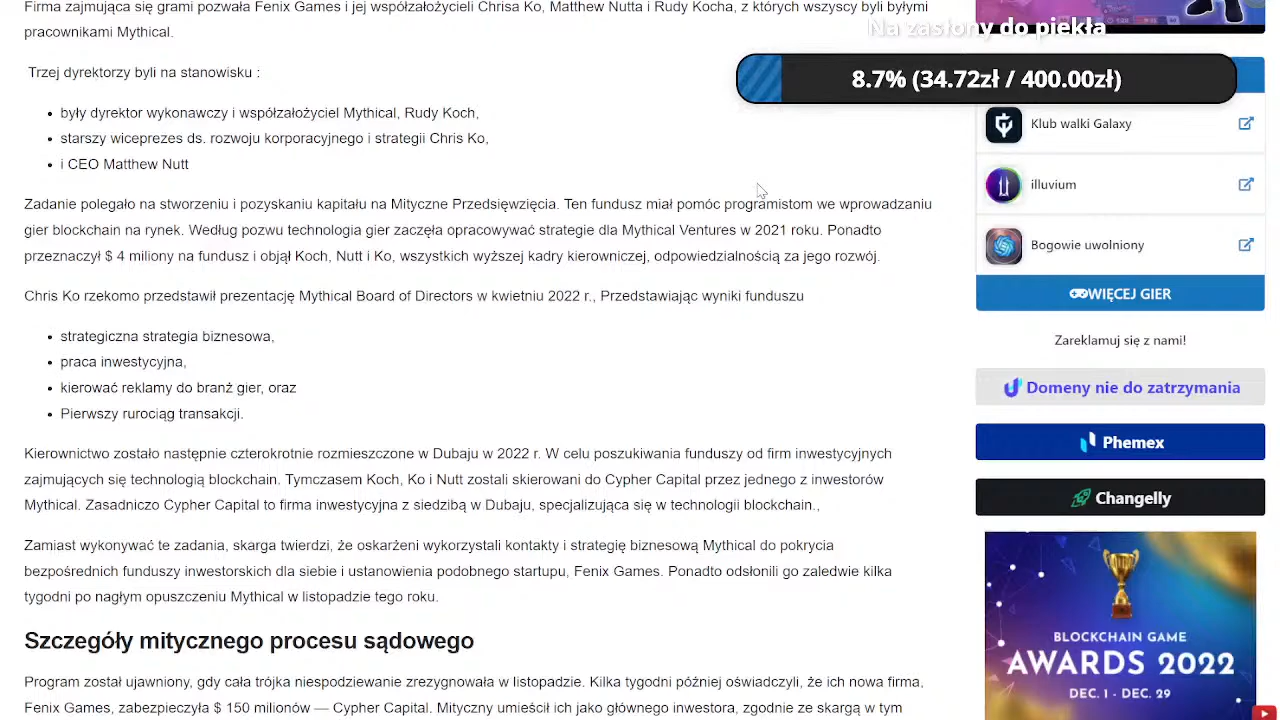 Firma zajmująca się grami pozwała Fenix Games i jej współzałożycieli Chrisa Ko, Matthew Nutta i Rudy Kocha, z których wszyscy byli byłymi
pracownikami Mythical.
Trzej dyrektorzy byli na stanowisku :
były dyrektor wykonawczy i współzałożyciel Mythical, Rudy Koch,
starszy wiceprezes ds. rozwoju korporacyjnego i strategii Chris Ko,
i CEO Matthew Nutt
Zadanie polegało na stworzeniu i pozyskaniu kapitału na Mityczne Przedsięwzięcia. Ten fundusz miał pomóc programistom we wprowadzaniu
gier blockchain na rynek. Według pozwu technologia gier zaczęła opracowywać strategie dla Mythical Ventures w 2021 roku. Ponadto
przeznaczył $ 4 miliony na fundusz i objął Koch, Nutt i Ko, wszystkich wyższej kadry kierowniczej, odpowiedzialnością za jego rozwój.
Chris Ko rzekomo przedstawił prezentację Mythical Board of Directors w kwietniu 2022 r., Przedstawiając wyniki funduszu
strategiczna strategia biznesowa,
praca inwestycyjna,
kierować reklamy do branż gier, oraz
Pierwszy rurociąg transakcji.
Kierownictwo zostało następnie czterokrotnie rozmieszczone w Dubaju w 2022 r. W celu poszukiwania funduszy od firm inwestycyjnych
zajmujących się technologią blockchain. Tymczasem Koch, Ko i Nutt zostali skierowani do Cypher Capital przez jednego z inwestorów
Mythical. Zasadniczo Cypher Capital to firma inwestycyjna z siedzibą w Dubaju, specjalizująca się w technologii blockchain.,
Zamiast wykonywać te zadania, skarga twierdzi, że oskarżeni wykorzystali kontakty i strategię biznesową Mythical do pokrycia
bezpośrednich funduszy inwestorskich dla siebie i ustanowienia podobnego startupu, Fenix Games. Ponadto odsłonili go zaledwie kilka
tygodni po nagłym opuszczeniu Mythical w listopadzie tego roku.
Szczegóły mitycznego procesu sądowego
Program został ujawniony, gdy cała trójka niespodziewanie zrezygnowała w listopadzie. Kilka tygodni później oświadczyli, że ich nowa firma,
Fenix Games, zabezpieczyła $ 150 milionów — Cypher Capital. Mityczny umieścił ich jako głównego inwestora, zgodnie ze skargą w tym
Na zasłony do piekła
8.7% (34.72zł / 400.00zł)
Klub walki Galaxy
illuvium
Bogowie uwolniony
WIĘCEJ GIER
Zareklamuj się z nami!
Domeny nie do zatrzymania
Phemex
Changelly
BLOCKCHAIN GAME
AWARDS 2022
DEC. 1 - DEC. 29